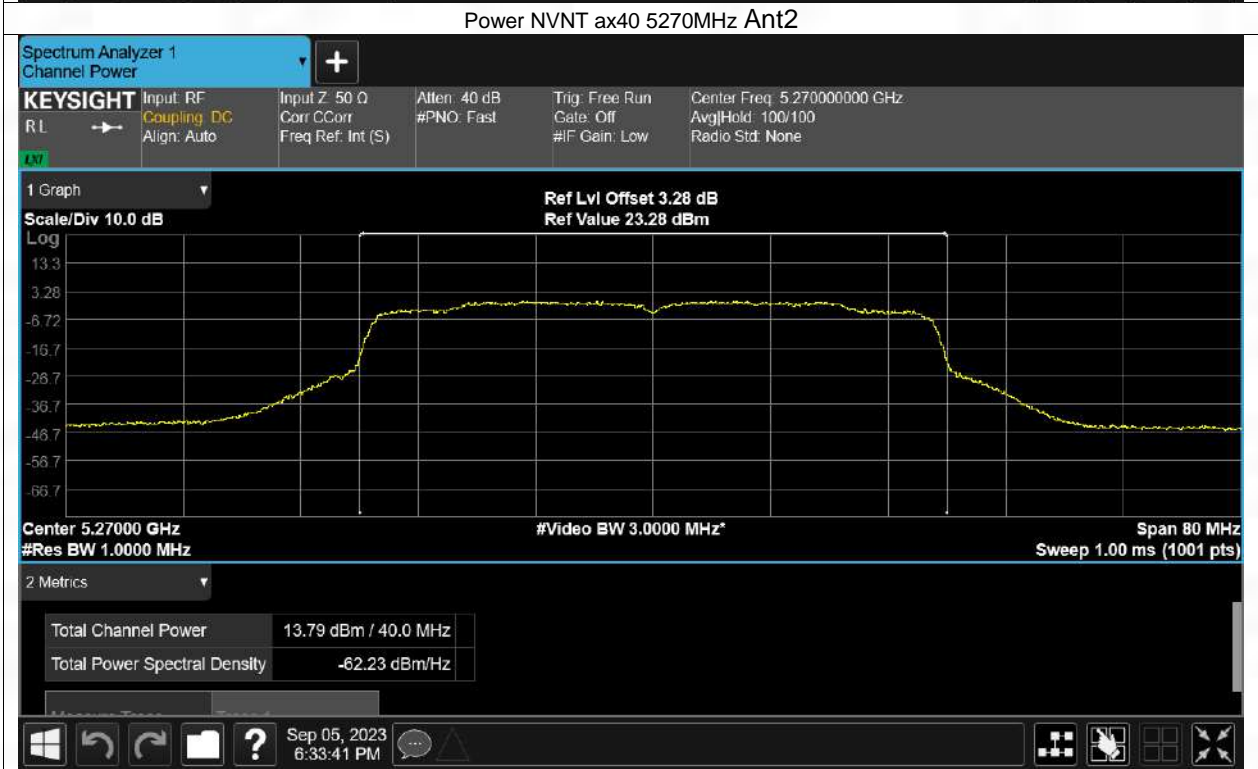 Power NVNT ax40 5270MHz Ant2
Spectrum Analyzer 1
Channel Power
+
KEYSIGHT
R L
LXI
Input: RF
Coupling: DC
Align: Auto
Input Z: 50 Ω
Corr CCorr
Freq Ref: Int (S)
Atten: 40 dB
#PNO: Fast
Trig: Free Run
Gate: Off
#IF Gain: Low
Center Freq: 5.270000000 GHz
Avg|Hold: 100/100
Radio Std: None
1 Graph
Scale/Div 10.0 dB
Ref Lvl Offset 3.28 dB
Ref Value 23.28 dBm
Log
13.3
3.28
-6.72
-16.7
-26.7
-36.7
-46.7
-56.7
-66.7
Center 5.27000 GHz
#Res BW 1.0000 MHz
#Video BW 3.0000 MHz*
Span 80 MHz
Sweep 1.00 ms (1001 pts)
2 Metrics
Total Channel Power 13.79 dBm / 40.0 MHz
Total Power Spectral Density -62.23 dBm/Hz
?
Sep 05, 2023
6:33:41 PM